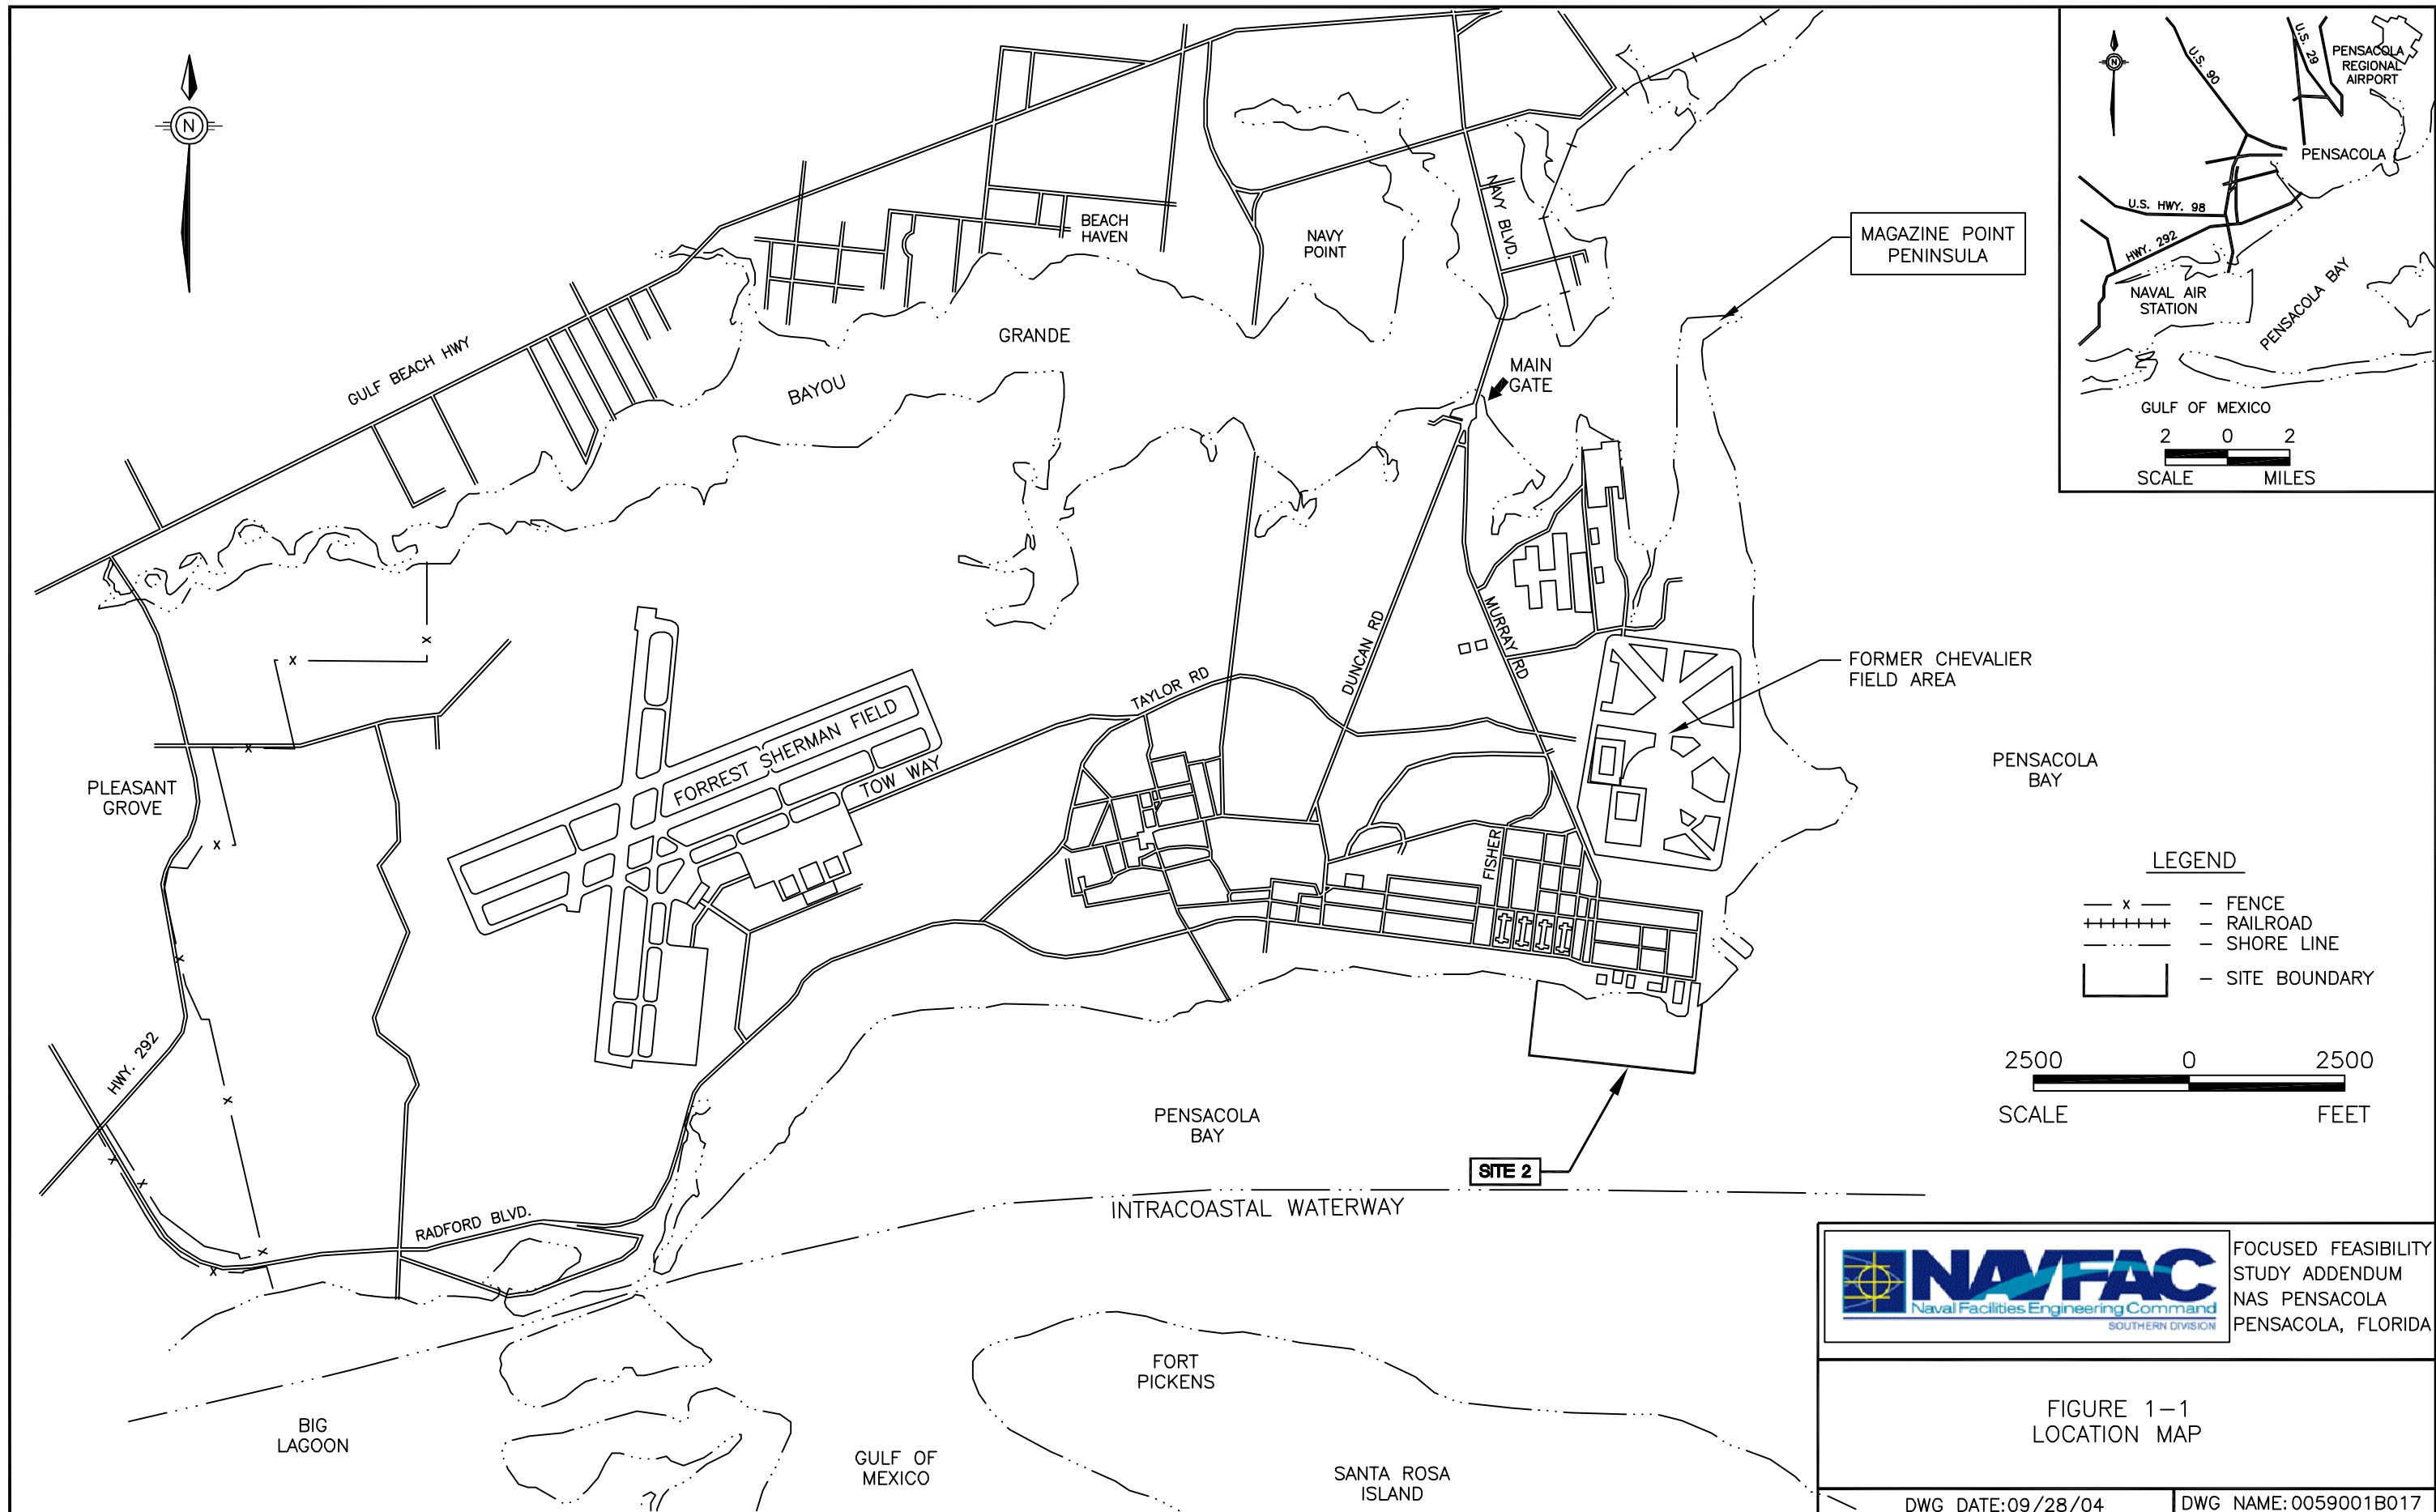 N
BEACH
HAVEN
NAVY
POINT
NAVY BLVD.
MAGAZINE POINT
PENINSULA
GULF BEACH HWY
BAYOU
GRANDE
MAIN
GATE
N
U.S. 90
U.S. 29
PENSACOLA
REGIONAL
AIRPORT
PENSACOLA
U.S. HWY. 98
HWY. 292
NAVAL AIR
STATION
PENSACOLA BAY
GULF OF MEXICO
2 0 2
SCALE MILES
x
x
x
x
PLEASANT
GROVE
FORREST SHERMAN FIELD
TOW WAY
TAYLOR RD
DUNCAN RD
MURRAY RD
FORMER CHEVALIER
FIELD AREA
FISHER
PENSACOLA
BAY
LEGEND
x – FENCE
– RAILROAD
– SHORE LINE
– SITE BOUNDARY
2500 0 2500
SCALE FEET
x
x
x
x
x
x
HWY. 292
RADFORD BLVD.
PENSACOLA
BAY
SITE 2
INTRACOASTAL WATERWAY
BIG
LAGOON
GULF OF
MEXICO
FORT
PICKENS
SANTA ROSA
ISLAND
NAVFAC
Naval Facilities Engineering Command
SOUTHERN DIVISION
FOCUSED FEASIBILITY
STUDY ADDENDUM
NAS PENSACOLA
PENSACOLA, FLORIDA
FIGURE 1–1
LOCATION MAP
DWG DATE:09/28/04
DWG NAME:0059001B017